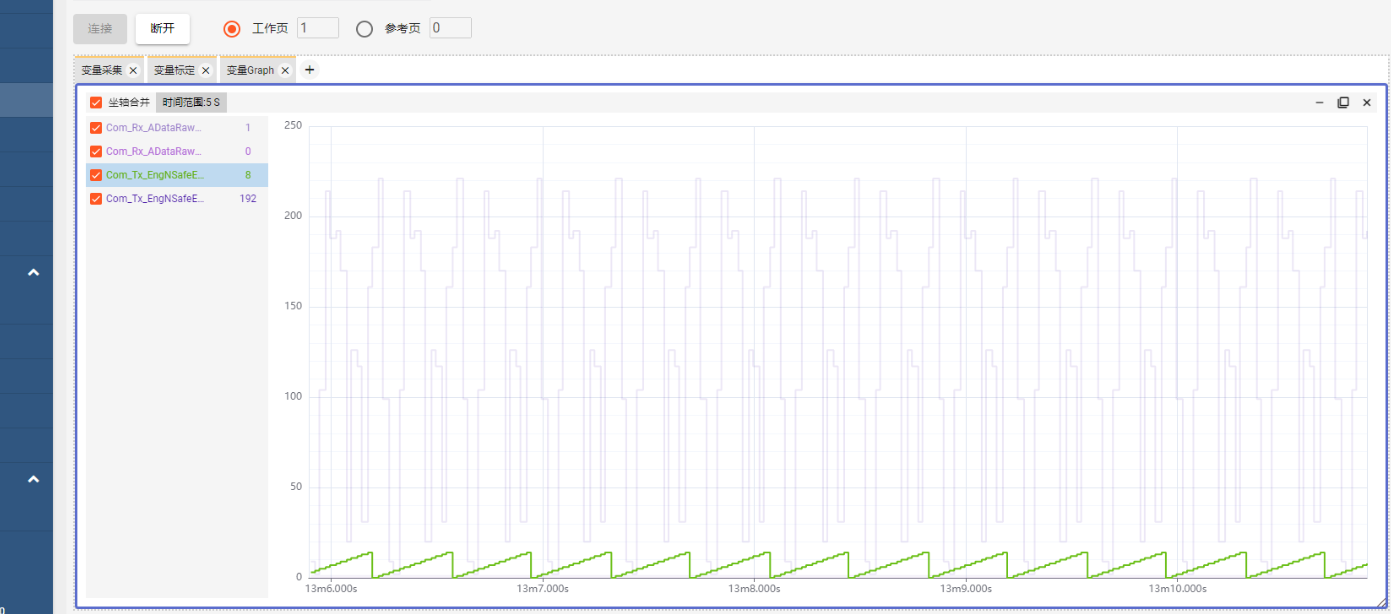 连接 断开 工作页 1 参考页 0
变量采集 × 变量标定 × 变量Graph × +
坐轴合并 时间范围:5 S
Com_Rx_ADataRaw... 1
Com_Rx_ADataRaw... 0
Com_Tx_EngNSafeE... 8
Com_Tx_EngNSafeE... 192
250
200
150
100
50
0
13m6.000s 13m7.000s 13m8.000s 13m9.000s 13m10.000s
0